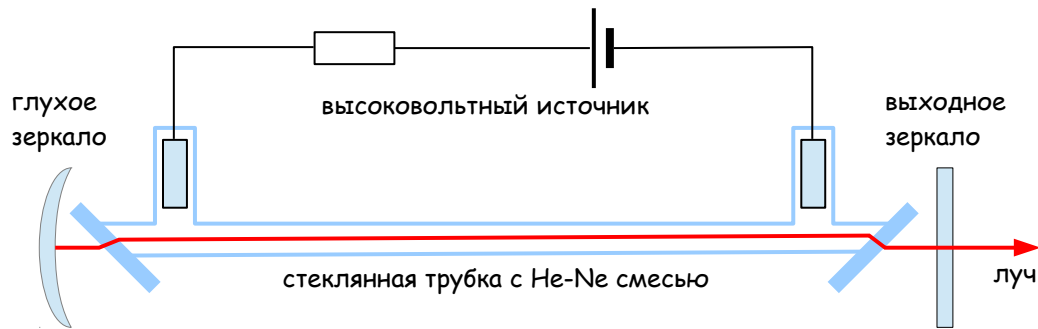 глухое
зеркало
высоковольтный источник
выходное
зеркало
стеклянная трубка с He-Ne смесью
луч